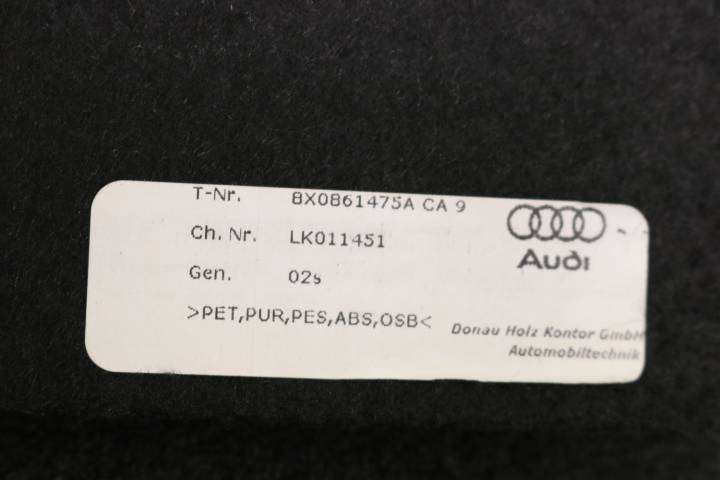 T-Nr. 8X0861475A CA 9
Ch. Nr. LK011451
Gen. 02s
>PET,PUR,PES,ABS,OSB<
Audi
Donau Holz Kontor GmbH
Automobiltechnik